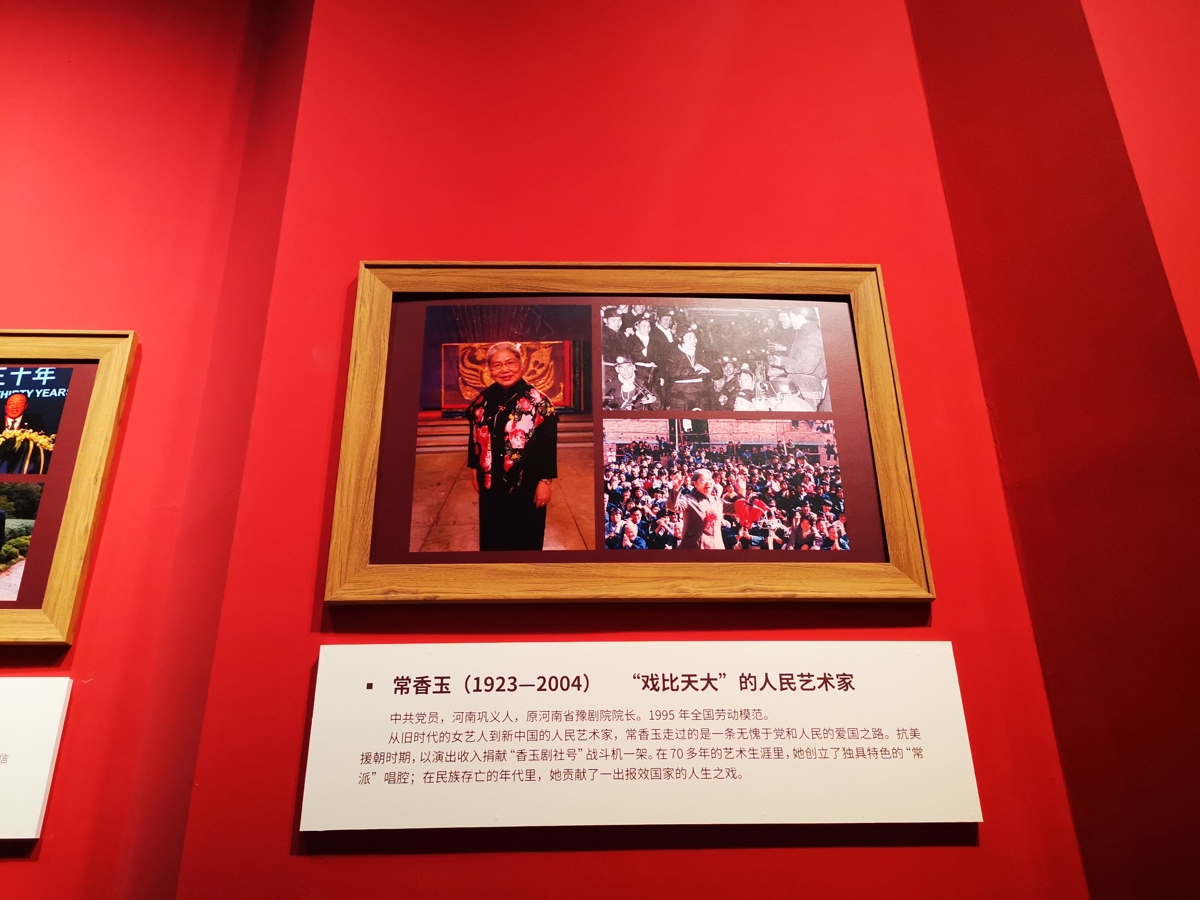 三十年
THIRTY YEARS
信
▪ 常香玉（1923—2004） “戏比天大”的人民艺术家
中共党员，河南巩义人，原河南省豫剧院院长。1995 年全国劳动模范。
从旧时代的女艺人到新中国的人民艺术家，常香玉走过的是一条无愧于党和人民的爱国之路。抗美
援朝时期，以演出收入捐献“香玉剧社号”战斗机一架。在 70 多年的艺术生涯里，她创立了独具特色的“常
派”唱腔；在民族存亡的年代里，她贡献了一出报效国家的人生之戏。